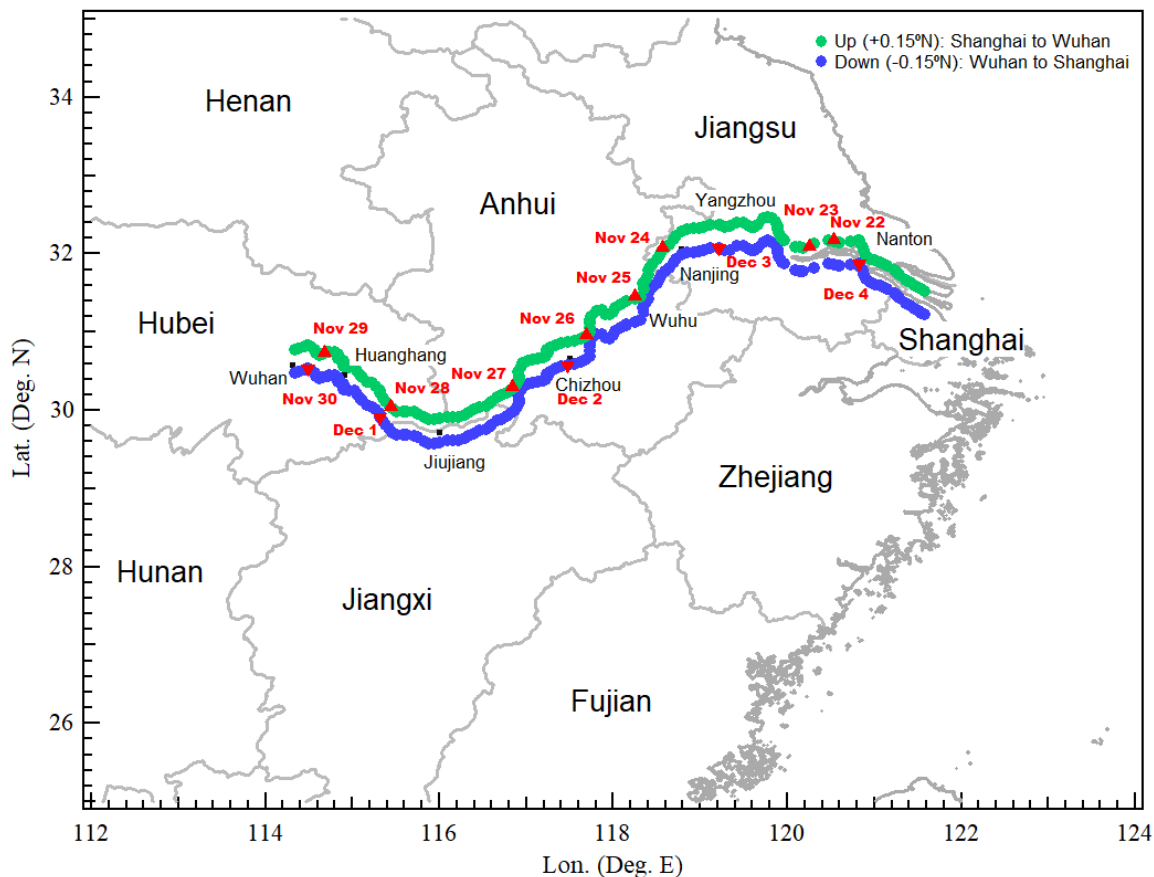 Up (+0.15ºN): Shanghai to Wuhan
Down (-0.15ºN): Wuhan to Shanghai
34
32
30
28
26
Lat. (Deg. N)
Henan
Jiangsu
Anhui
Yangzhou
Nov 23
Nov 22
Nov 24
Nanton
Nanjing
Dec 3
Nov 25
Dec 4
Hubei
Nov 26
Wuhu
Shanghai
Nov 29
Huanghang
Wuhan
Nov 27
Chizhou
Nov 28
Nov 30
Dec 2
Dec 1
Jiujiang
Zhejiang
Hunan
Jiangxi
Fujian
112
114
116
118
120
122
124
Lon. (Deg. E)